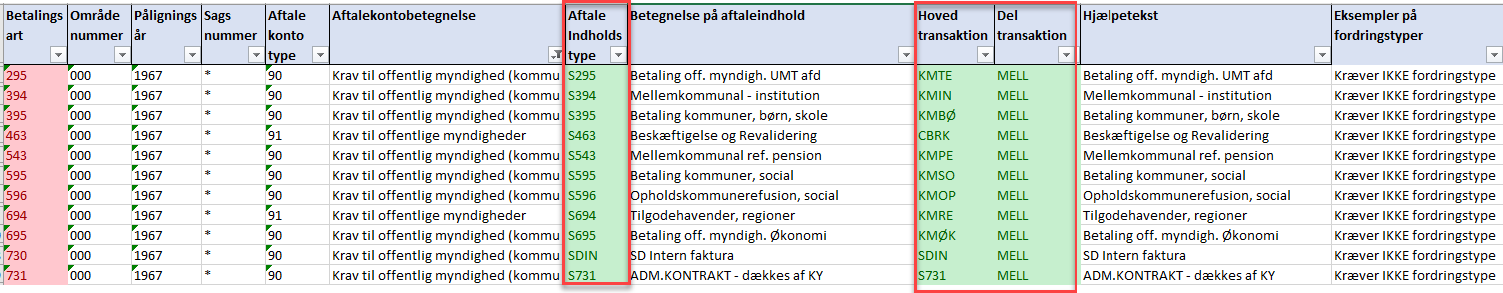 Betalings art Område nummer Pålignings år Sags nummer Aftale konto type Aftalekontobetegnelse Aftale Indholds type Betegnelse på aftaleindhold Hoved transaktion Del transaktion Hjælpetekst Eksempler på fordringstyper
295 000 1967 * 90 Krav til offentlig myndighed (kommu S295 Betaling off. myndigh. UMT afd KMTE MELL Betaling off. myndigh. UMT afd Kræver IKKE fordringstype
394 000 1967 * 90 Krav til offentlig myndighed (kommu S394 Mellemkommunal - institution KMIN MELL Mellemkommunal - institution Kræver IKKE fordringstype
395 000 1967 * 90 Krav til offentlig myndighed (kommu S395 Betaling kommuner, børn, skole KMBØ MELL Betaling kommuner, børn, skole Kræver IKKE fordringstype
463 000 1967 * 91 Krav til offentlige myndigheder S463 Beskæftigelse og Revalidering CBRK MELL Beskæftigelse og Revalidering Kræver IKKE fordringstype
543 000 1967 * 90 Krav til offentlig myndighed (kommu S543 Mellemkommunal ref. pension KMPE MELL Mellemkommunal ref. pension Kræver IKKE fordringstype
595 000 1967 * 90 Krav til offentlig myndighed (kommu S595 Betaling kommuner, social KMSO MELL Betaling kommuner, social Kræver IKKE fordringstype
596 000 1967 * 90 Krav til offentlig myndighed (kommu S596 Opholdskommunerefusion, social KMOP MELL Opholdskommunerefusion, social Kræver IKKE fordringstype
694 000 1967 * 91 Krav til offentlige myndigheder S694 Tilgodehavender, regioner KMRE MELL Tilgodehavender, regioner Kræver IKKE fordringstype
695 000 1967 * 90 Krav til offentlig myndighed (kommu S695 Betaling off. myndigh. Økonomi KMØK MELL Betaling off. myndigh. Økonomi Kræver IKKE fordringstype
730 000 1967 * 90 Krav til offentlig myndighed (kommu SDIN SD Intern faktura SDIN MELL SD Intern faktura Kræver IKKE fordringstype
731 000 1967 * 90 Krav til offentlig myndighed (kommu S731 ADM.KONTRAKT - dækkes af KY S731 MELL ADM.KONTRAKT - dækkes af KY Kræver IKKE fordringstype